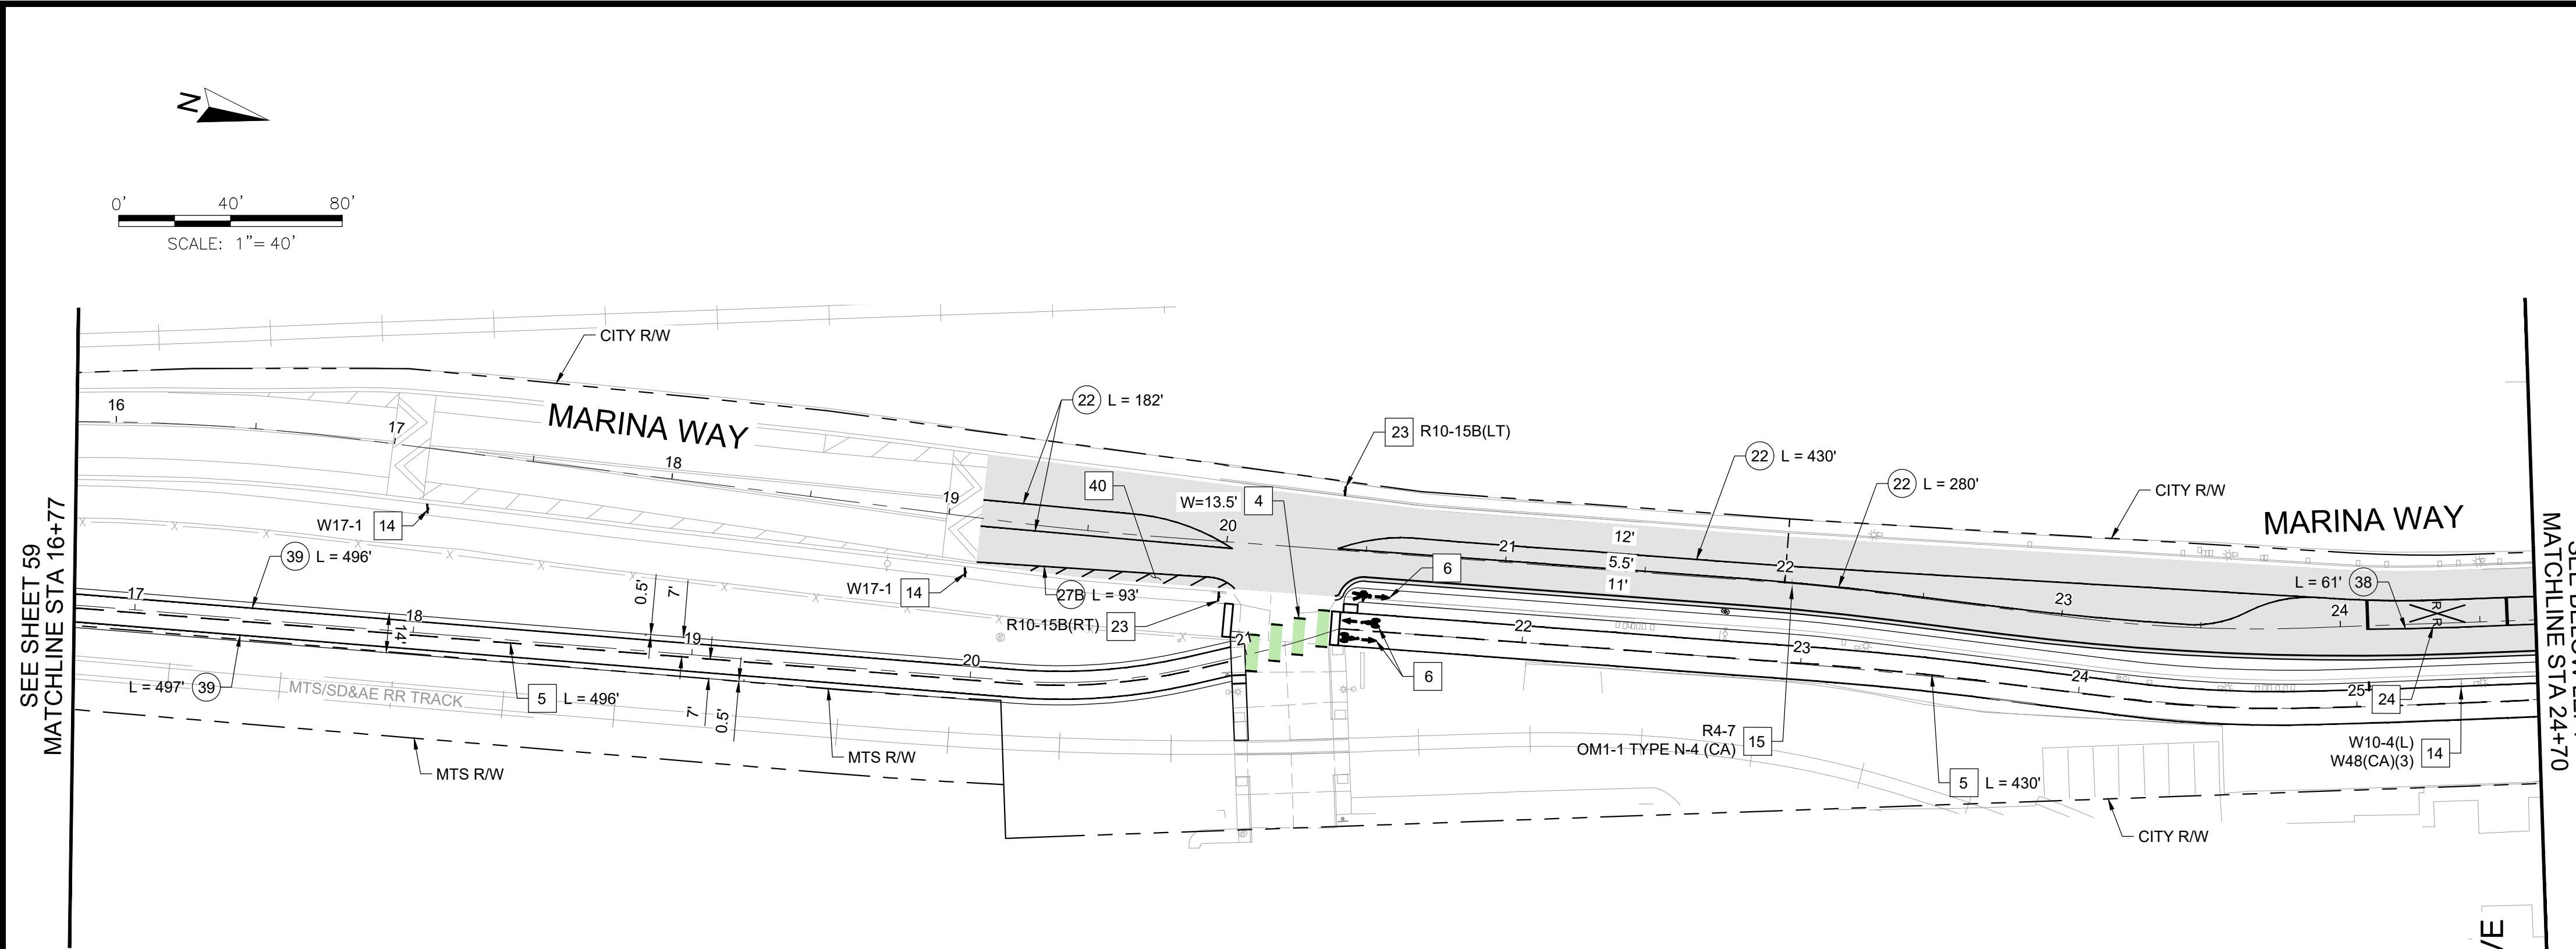 N
0' 40' 80'
SCALE: 1"= 40'
SEE SHEET 59
MATCHLINE STA 16+77
CITY R/W
MARINA WAY
16
17
18
19
20
21
22
23
24
22 L = 182'
23 R10-15B(LT)
40
W=13.5' 4
22 L = 430'
22 L = 280'
CITY R/W
MARINA WAY
12'
5.5'
11'
W17-1 14
39 L = 496'
0.5'
7'
W17-1 14
27B L = 93'
R10-15B(RT) 23
6
6
L = 61' 38
R R
17
18
14'
19
20
21
22
23
24
25
L = 497' 39
MTS/SD&AE RR TRACK
5 L = 496'
7'
0.5'
MTS R/W
MTS R/W
R4-7
OM1-1 TYPE N-4 (CA) 15
5 L = 430'
24
W10-4(L)
W48(CA)(3) 14
CITY R/W
MATCHLINE STA 24+70
VE